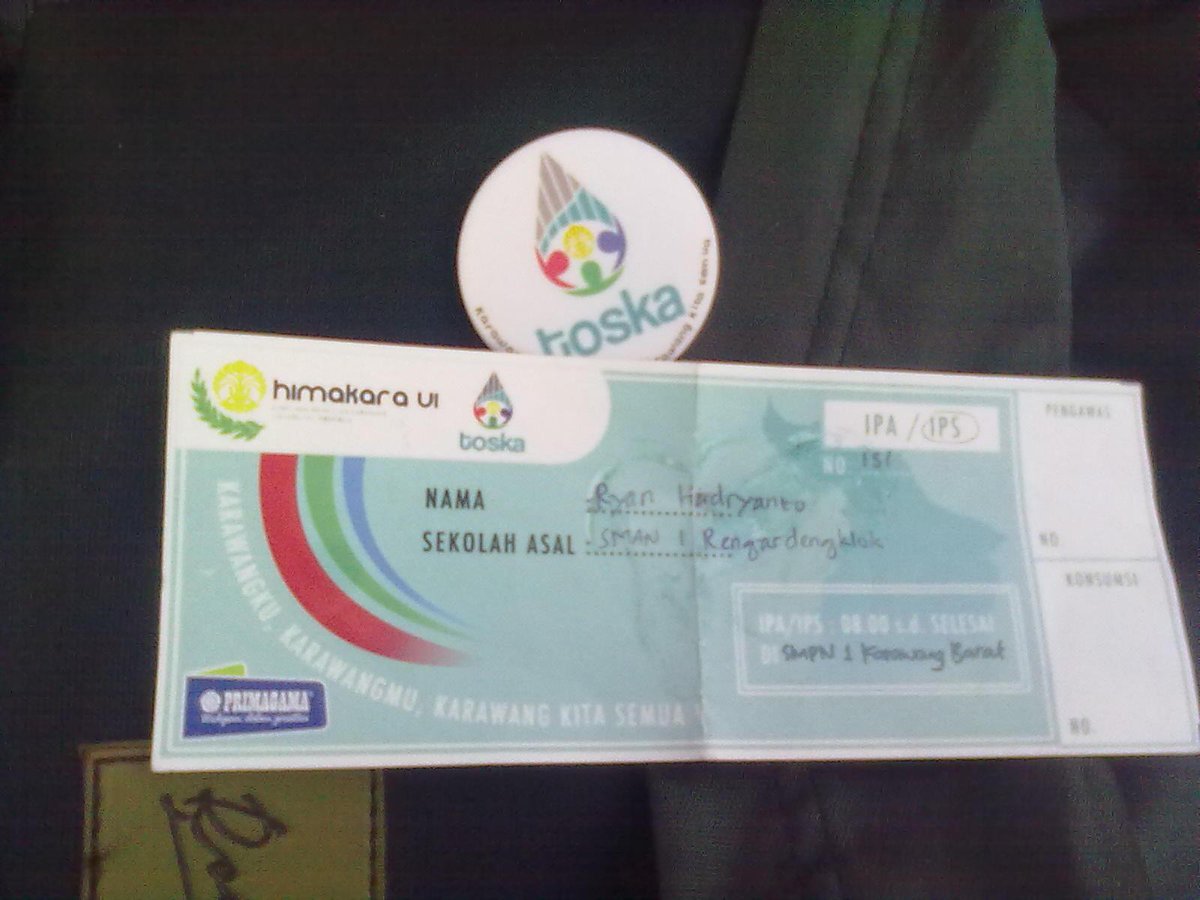 toska
himakara UI
toska
IPA / IPS
NO 151
PENGAWAS
NAMA Ryan Hadryanto
SEKOLAH ASAL SMAN 1 Rengasdengklok
NO.
KONSUMSI
IPA/IPS : 08.00 s.d. SELESAI
DI SMPN 1 Karawang Barat
NO.
KARAWANGKU, KARAWANGMU, KARAWANG KITA SEMUA
PRIMAGAMA